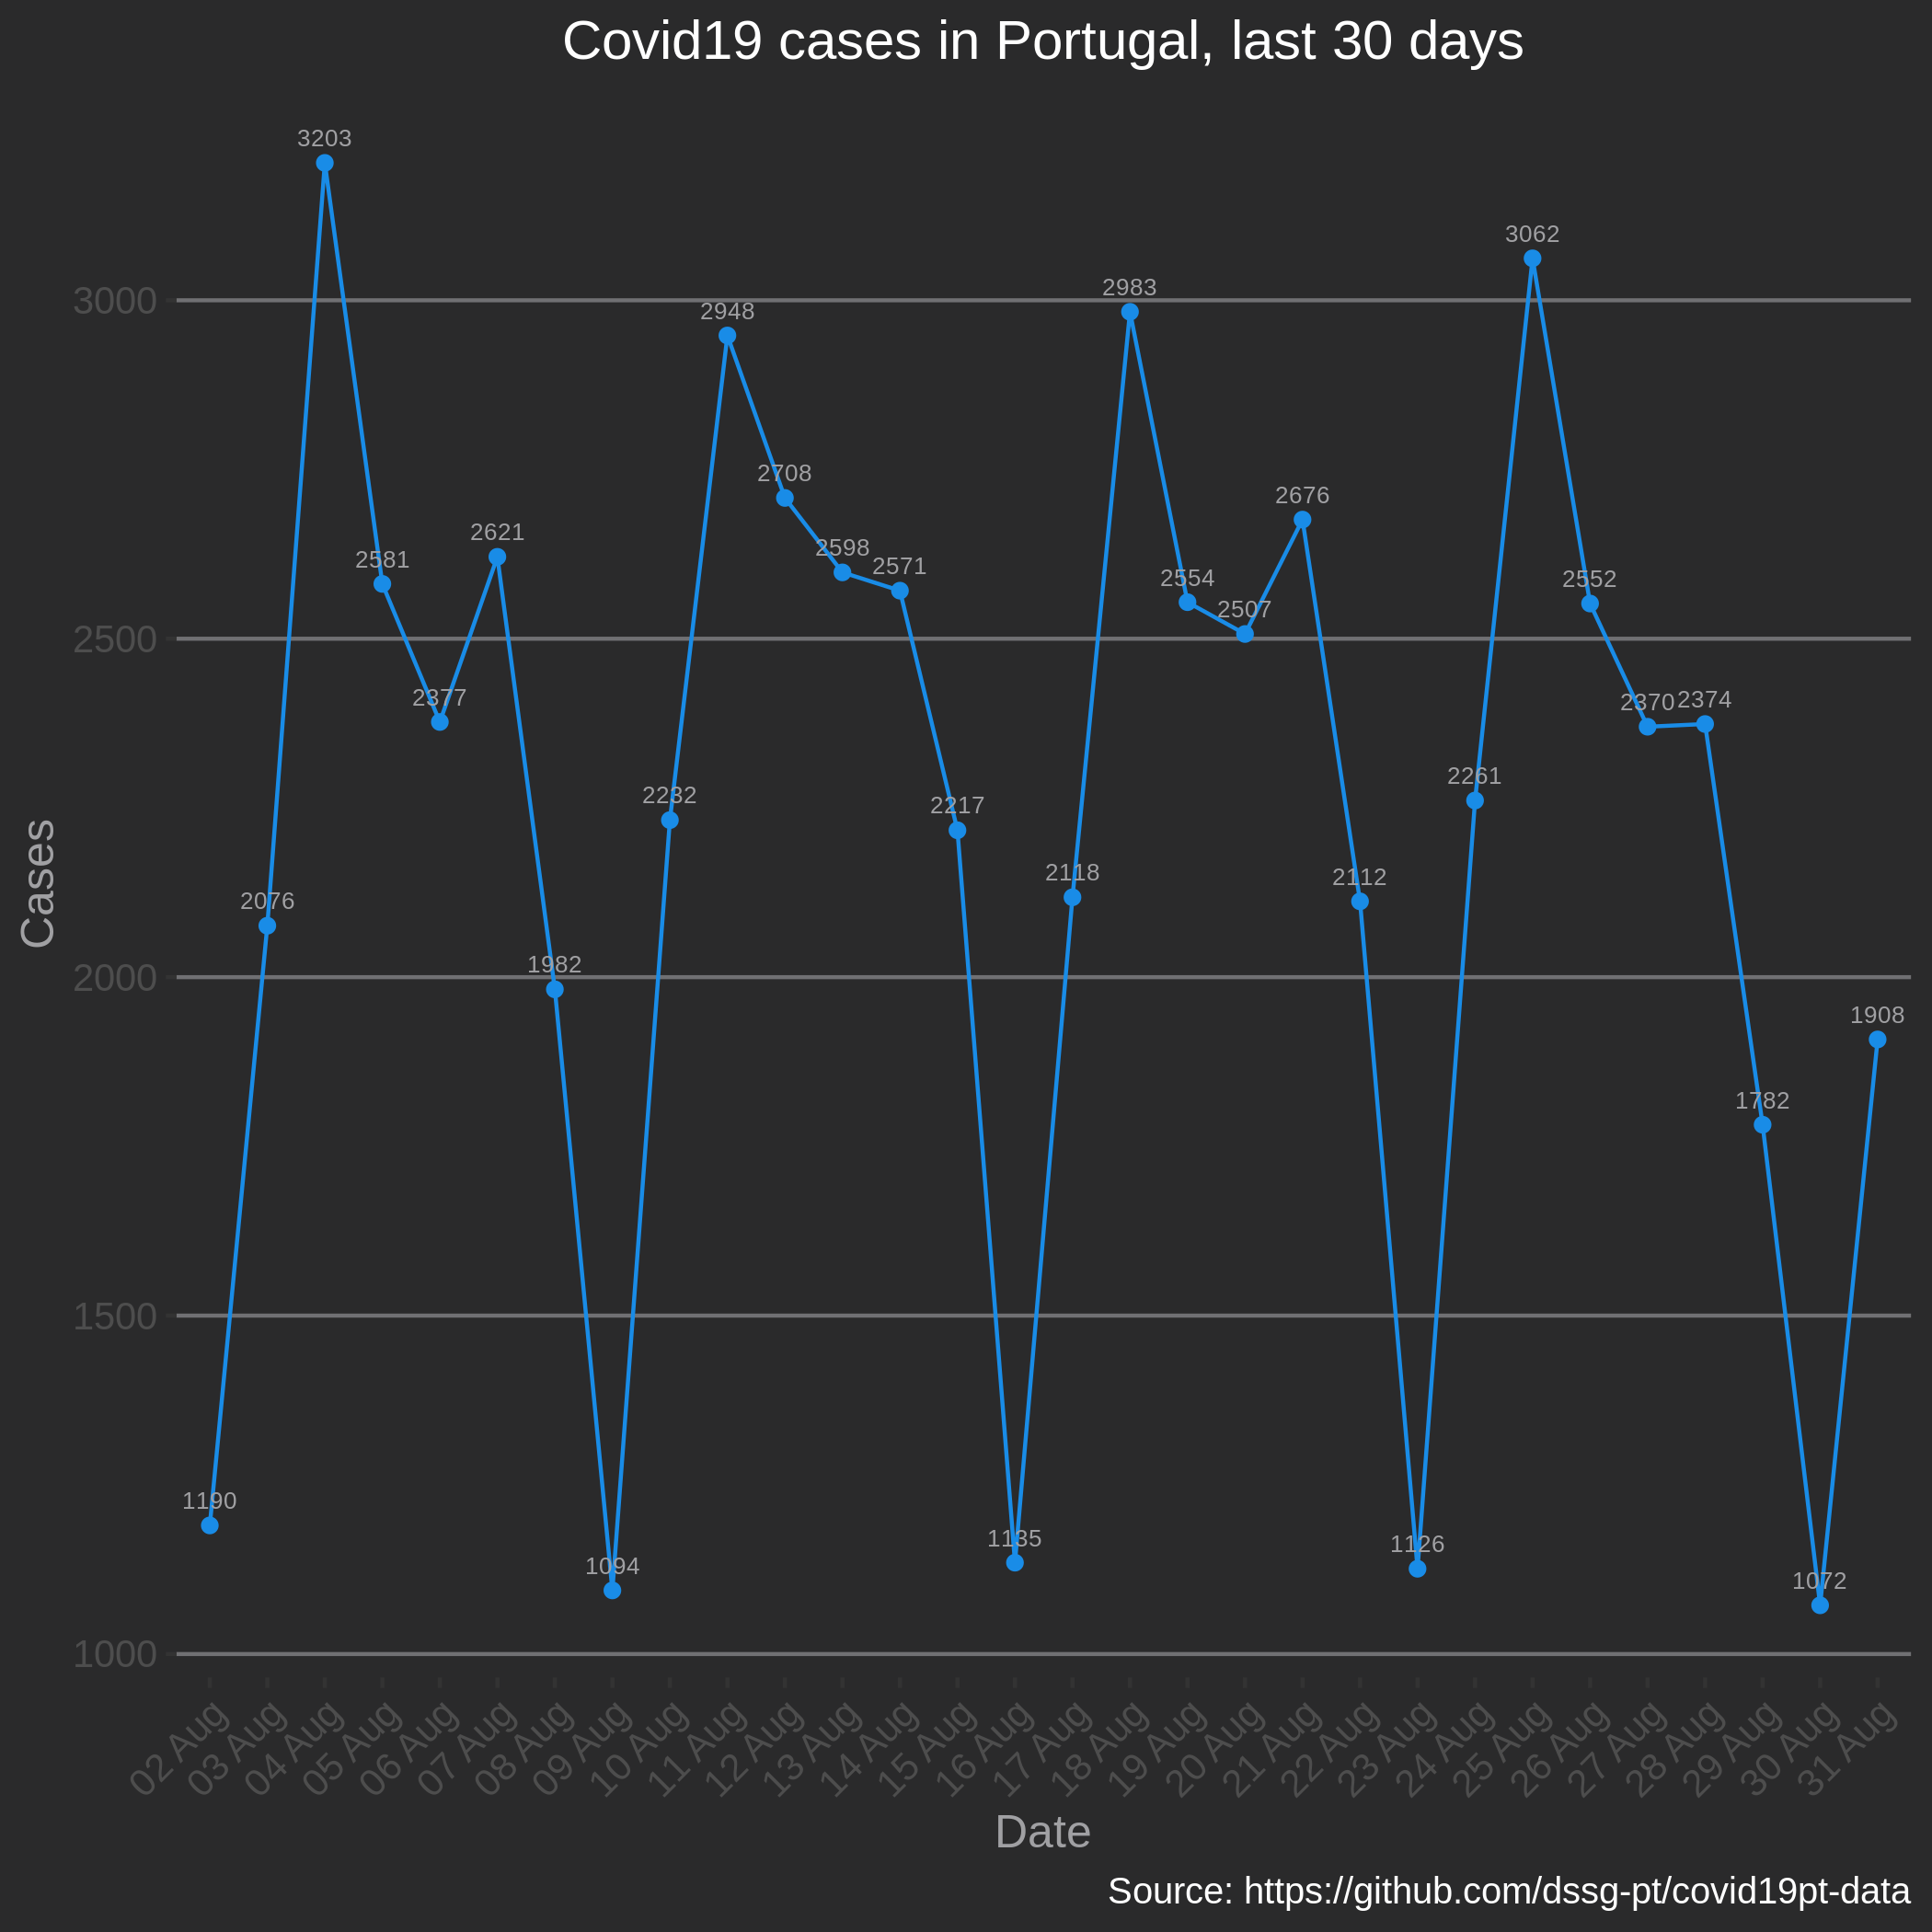 Covid19 cases in Portugal, last 30 days
3203
3062
3000
2983
2948
2708
2676
2621
2598
2581
2571
2554
2552
2507
2500
2377
2370
2374
2261
2232
2217
2118
2112
2076
2000
1982
1908
1782
1500
1190
1135
1126
1094
1072
1000
Cases
02 Aug
03 Aug
04 Aug
05 Aug
06 Aug
07 Aug
08 Aug
09 Aug
10 Aug
11 Aug
12 Aug
13 Aug
14 Aug
15 Aug
16 Aug
17 Aug
18 Aug
19 Aug
20 Aug
21 Aug
22 Aug
23 Aug
24 Aug
25 Aug
26 Aug
27 Aug
28 Aug
29 Aug
30 Aug
31 Aug
Date
Source: https://github.com/dssg-pt/covid19pt-data